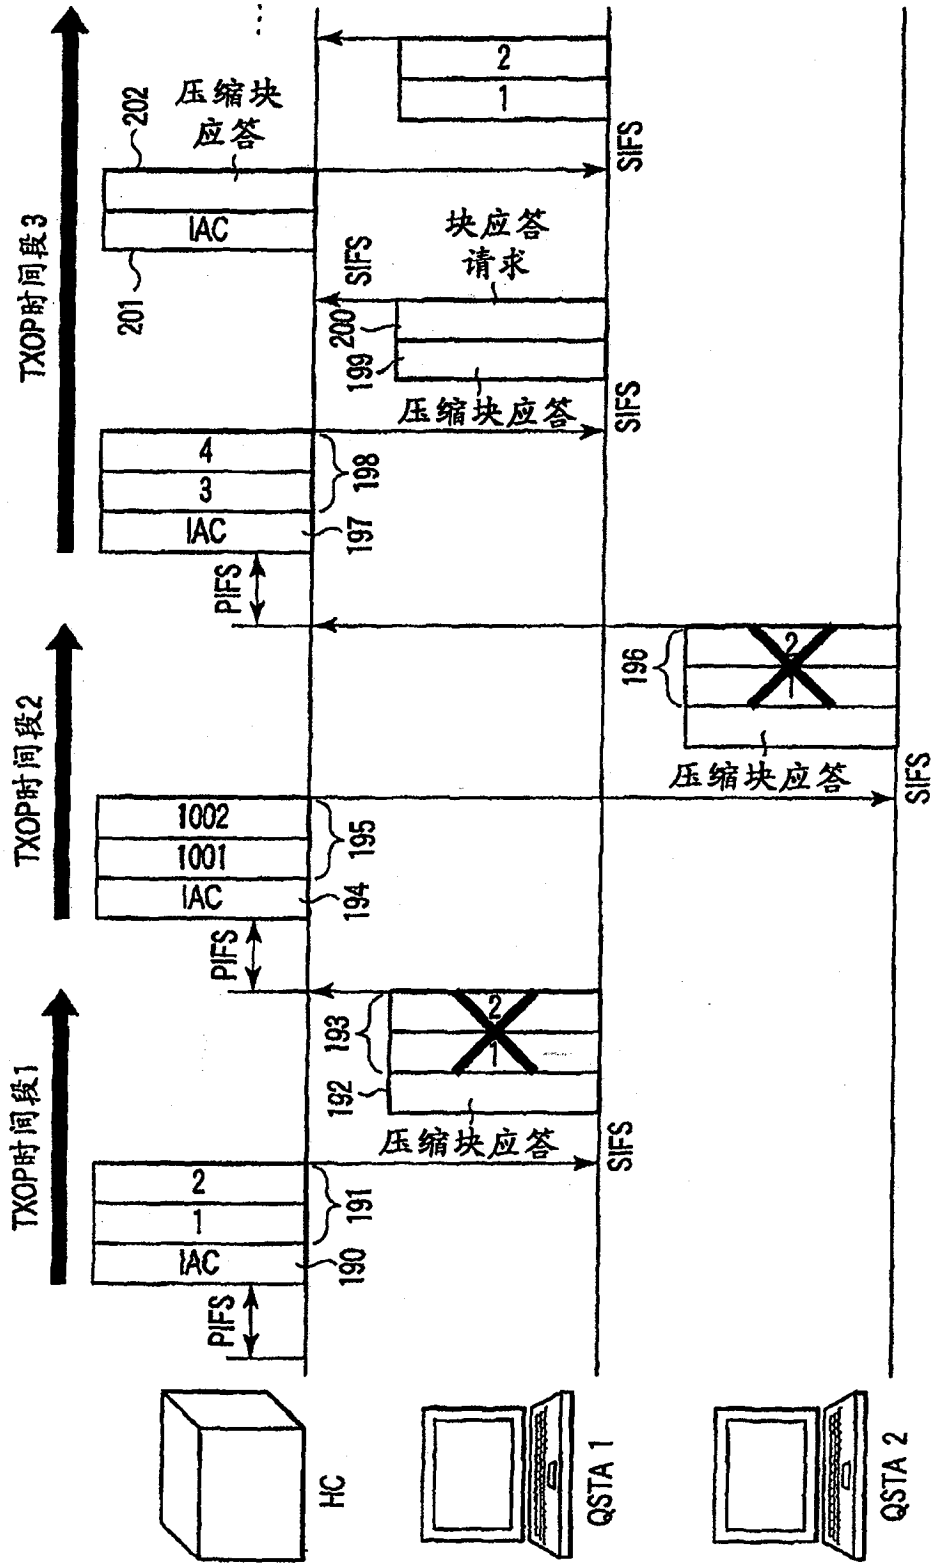 TXOP时间段1
TXOP时间段2
TXOP时间段3
HC
PIFS
IAC
1
2
190
191
PIFS
IAC
1001
1002
194
195
PIFS
IAC
3
4
197
198
IAC
201
202
压缩块
应答
...
QSTA 1
SIFS
压缩块应答
192
193
1
2
SIFS
压缩块应答
199
200
块应答
请求
SIFS
SIFS
1
2
QSTA 2
SIFS
压缩块应答
196
1
2